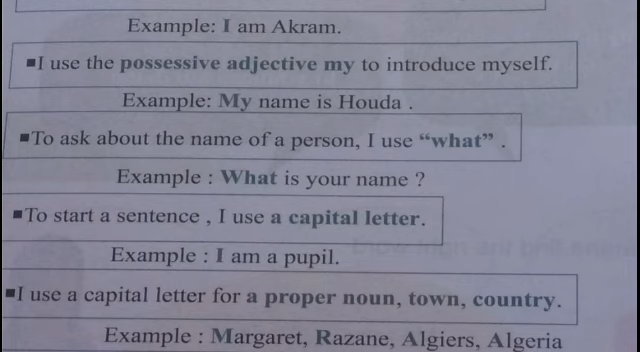 Example: I am Akram.
▪I use the possessive adjective my to introduce myself.
Example: My name is Houda .
▪To ask about the name of a person, I use “what” .
Example : What is your name ?
▪To start a sentence , I use a capital letter.
Example : I am a pupil.
▪I use a capital letter for a proper noun, town, country.
Example : Margaret, Razane, Algiers, Algeria